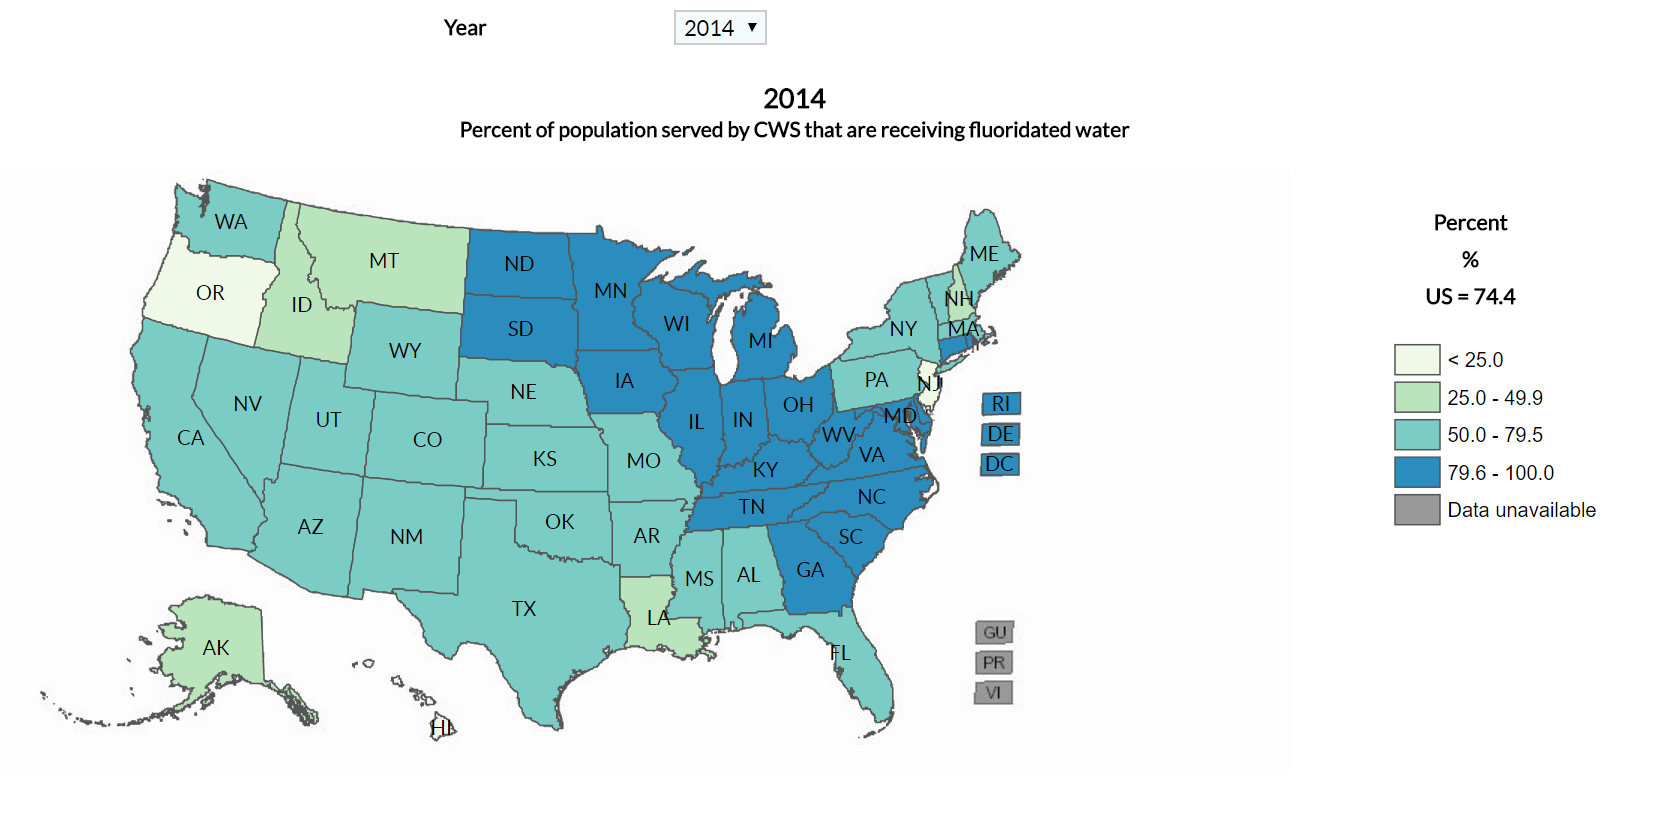 Year
2014
2014
Percent of population served by CWS that are receiving fluoridated water
Percent
%
US = 74.4
< 25.0
25.0 - 49.9
50.0 - 79.5
79.6 - 100.0
Data unavailable
WA
MT
ND
MN
ME
OR
ID
SD
WI
MI
NH
NY
MA
WY
IA
NE
PA
NJ
NV
UT
CO
CA
IL
IN
OH
MD
RI
DE
DC
KS
MO
KY
WV
VA
AZ
NM
OK
AR
TN
NC
SC
TX
MS
AL
GA
LA
FL
AK
HI
GU
PR
VI